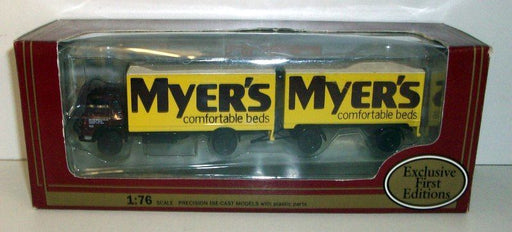 MYER'S
comfortable beds
MYER'S
comfortable beds
1:76 SCALE PRECISION DIE-CAST MODELS with plastic parts
Exclusive
First
Editions